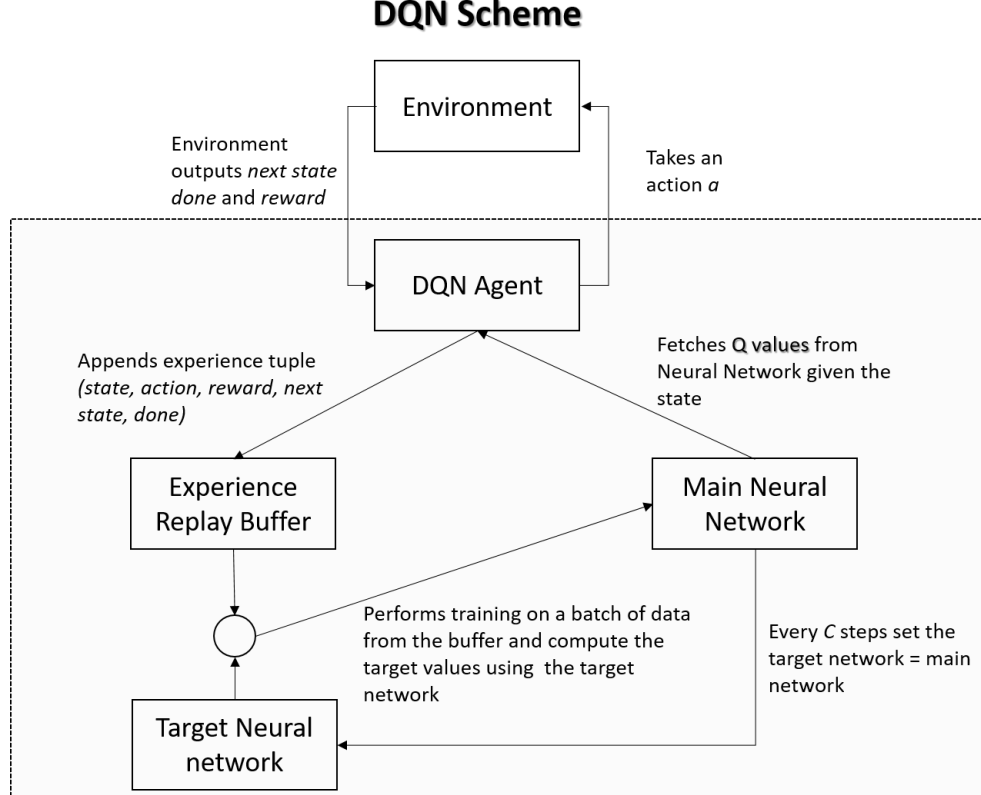 DQN Scheme
Environment
Environment
outputs next state
done and reward
Takes an
action a
DQN Agent
Appends experience tuple
(state, action, reward, next
state, done)
Fetches Q values from
Neural Network given the
state
Experience
Replay Buffer
Main Neural
Network
Performs training on a batch of data
from the buffer and compute the
target values using  the target
network
Every C steps set the
target network = main
network
Target Neural
network